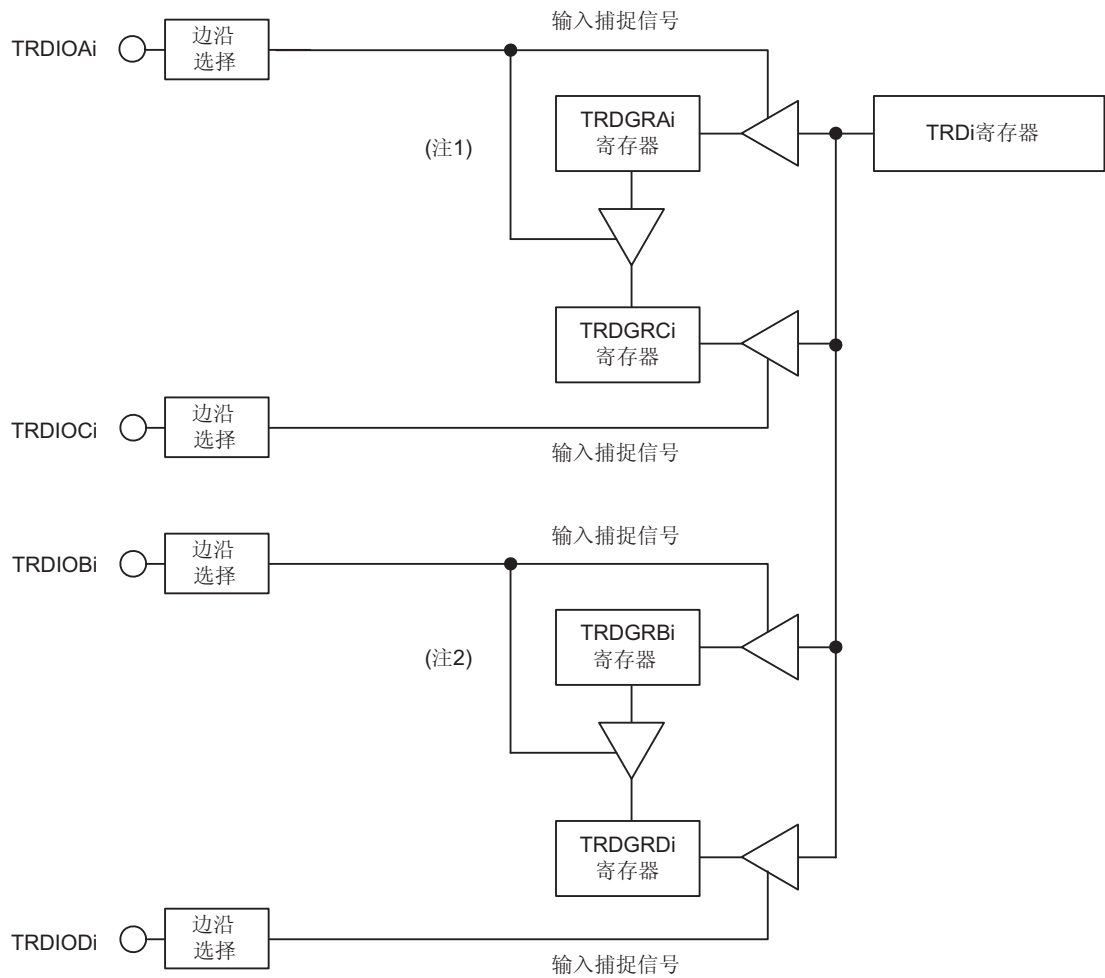 输入捕捉信号
TRDIOAi
边沿
选择
TRDGRAi
寄存器
TRDi寄存器
(注1)
TRDGRCi
寄存器
TRDIOCi
边沿
选择
输入捕捉信号
输入捕捉信号
TRDIOBi
边沿
选择
TRDGRBi
寄存器
(注2)
TRDGRDi
寄存器
TRDIODi
边沿
选择
输入捕捉信号